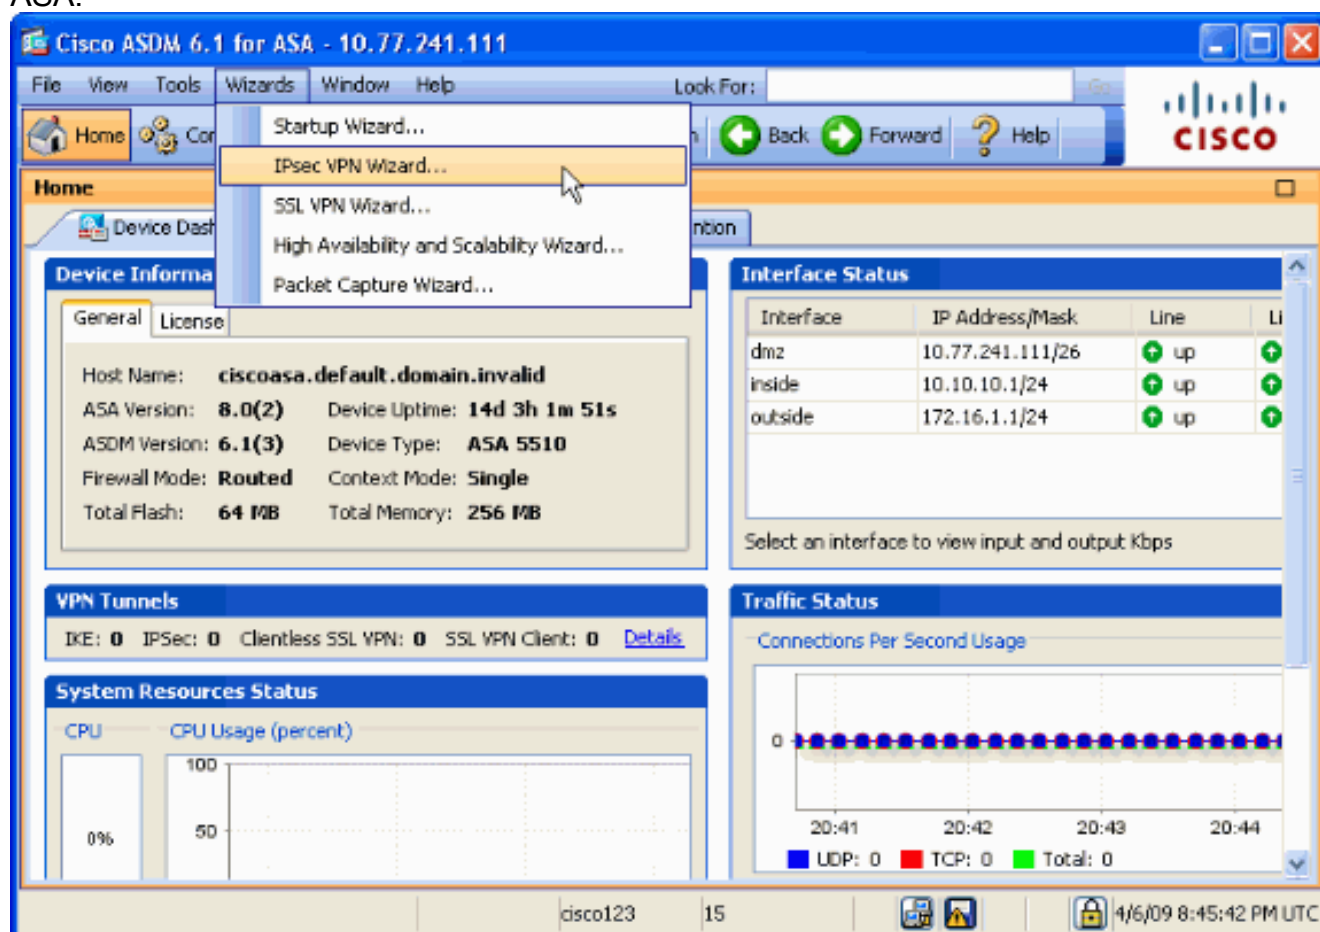 ASA.
Cisco ASDM 6.1 for ASA - 10.77.241.111
File View Tools Wizards Window Help Look For: Go
Home Back Forward Help
CISCO
Startup Wizard...
IPsec VPN Wizard...
SSL VPN Wizard...
High Availability and Scalability Wizard...
Packet Capture Wizard...
Home
Device Information
General License
Host Name: ciscoasa.default.domain.invalid
ASA Version: 8.0(2) Device Uptime: 14d 3h 1m 51s
ASDM Version: 6.1(3) Device Type: ASA 5510
Firewall Mode: Routed Context Mode: Single
Total Flash: 64 MB Total Memory: 256 MB
Interface Status
Interface IP Address/Mask Line Li
dmz 10.77.241.111/26 up
inside 10.10.10.1/24 up
outside 172.16.1.1/24 up
Select an interface to view input and output Kbps
VPN Tunnels
IKE: 0 IPSec: 0 Clientless SSL VPN: 0 SSL VPN Client: 0 Details
Traffic Status
Connections Per Second Usage
0
20:41 20:42 20:43 20:44
UDP: 0 TCP: 0 Total: 0
System Resources Status
CPU CPU Usage (percent)
100
0% 50
cisco123 15 4/6/09 8:45:42 PM UTC